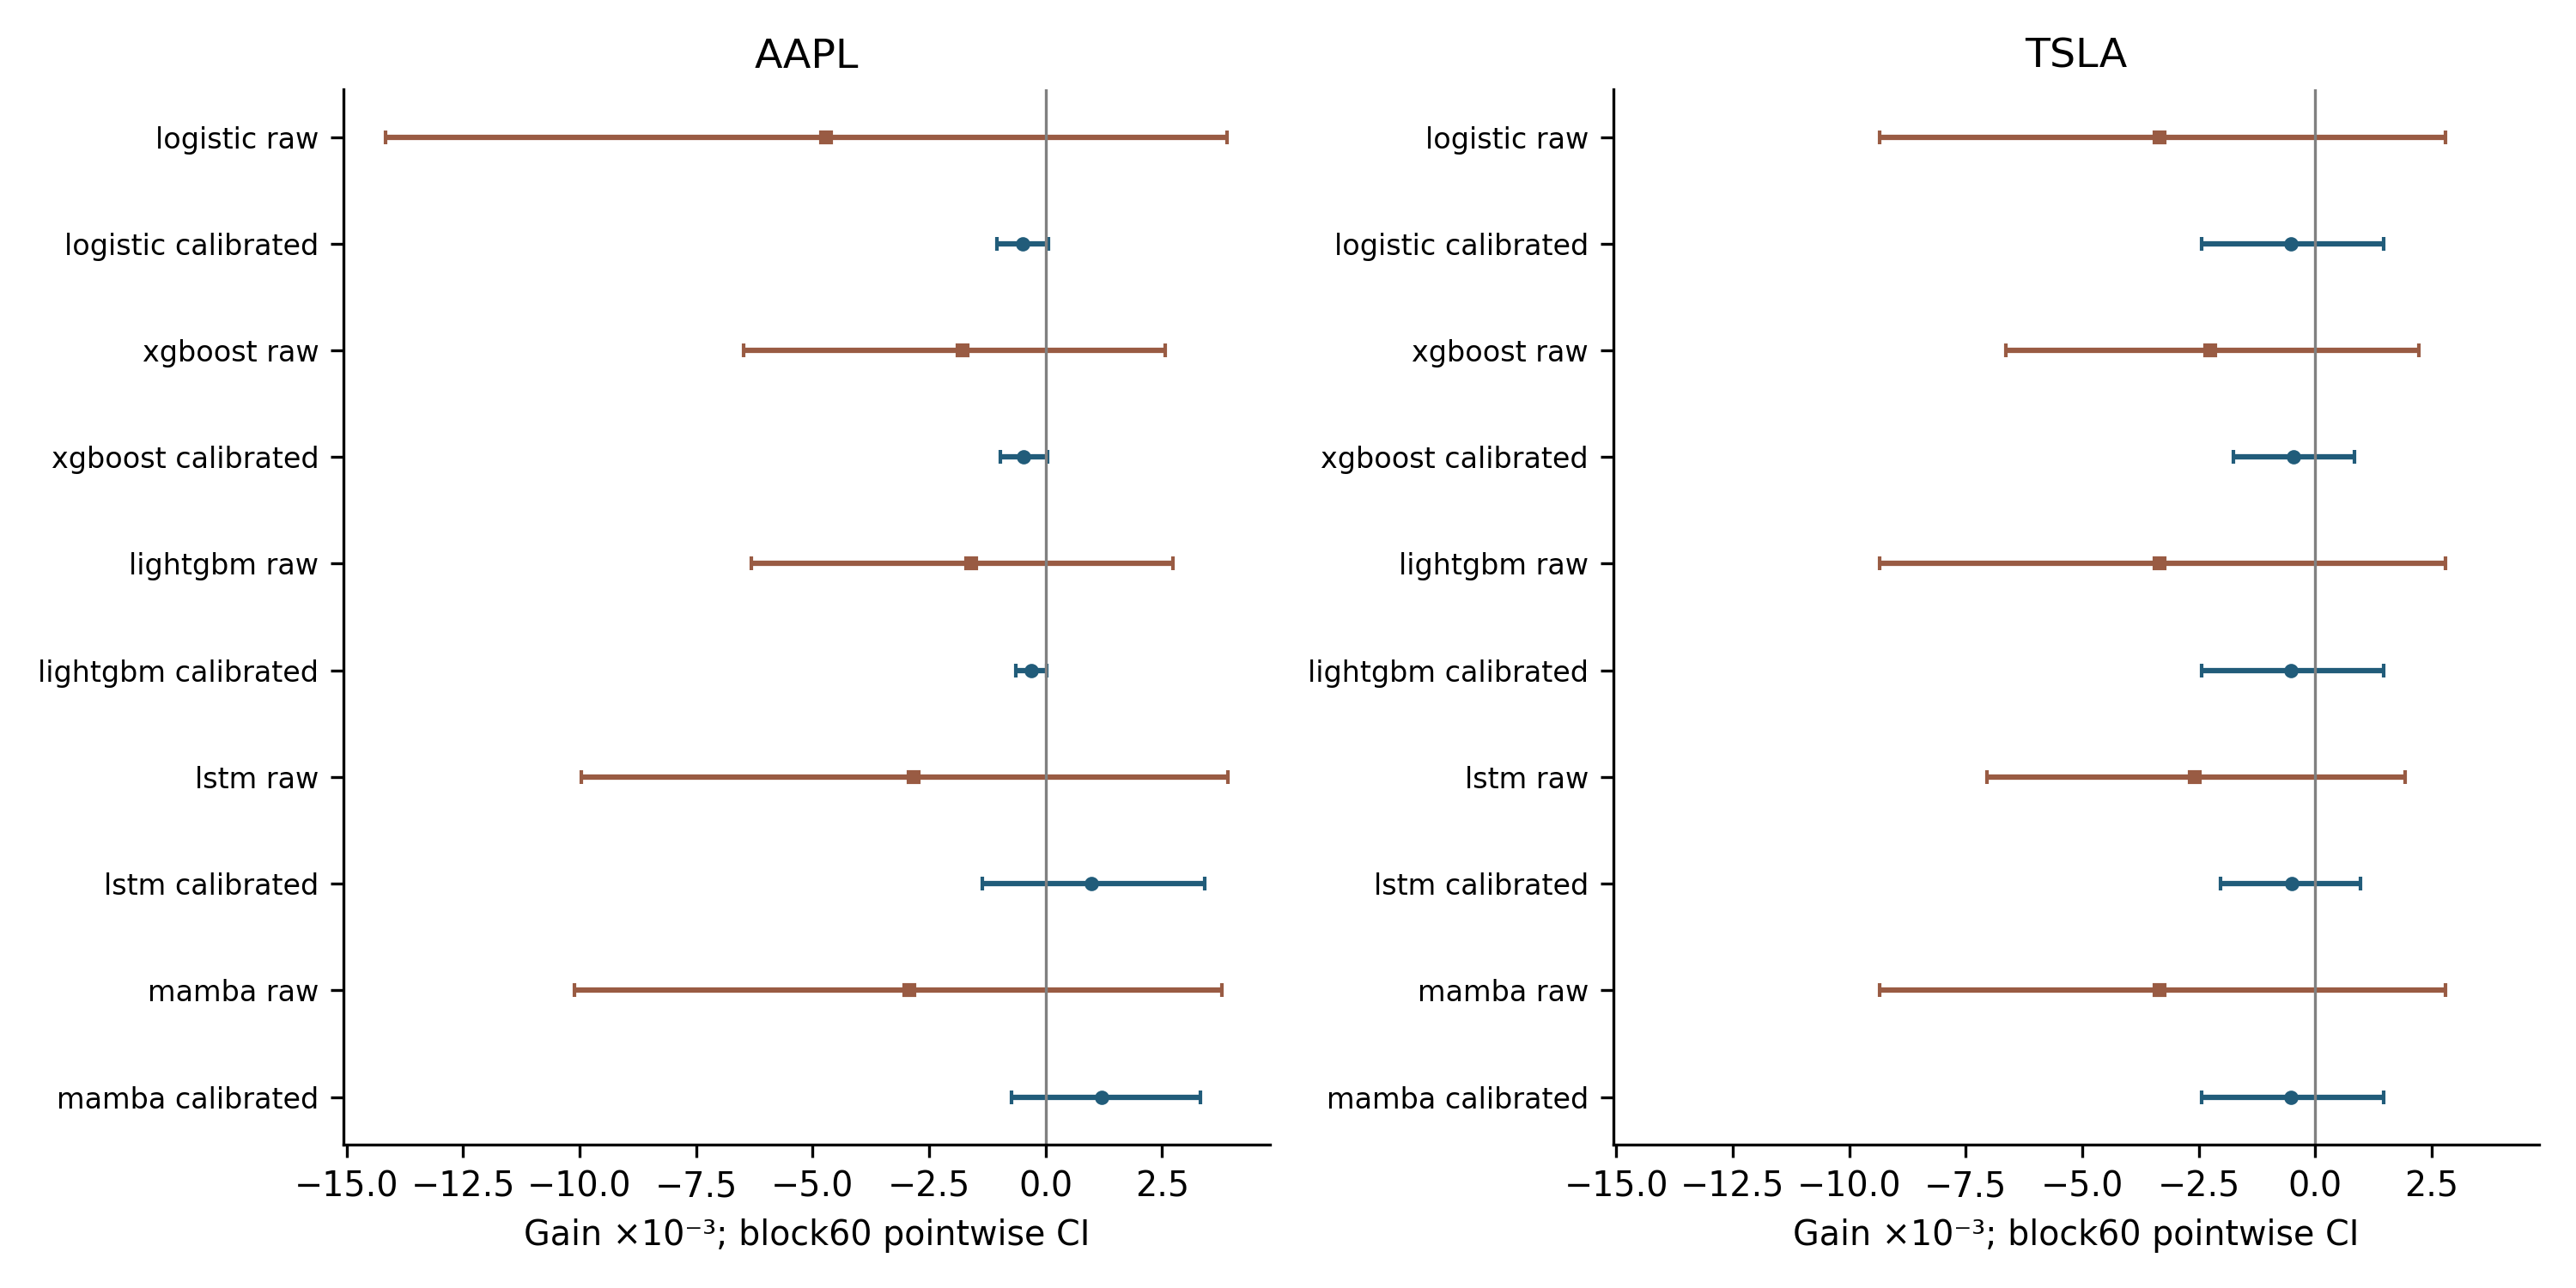 AAPL
logistic raw
logistic calibrated
xgboost raw
xgboost calibrated
lightgbm raw
lightgbm calibrated
lstm raw
lstm calibrated
mamba raw
mamba calibrated
−15.0 −12.5 −10.0 −7.5 −5.0 −2.5 0.0 2.5
Gain ×10⁻³; block60 pointwise CI
TSLA
logistic raw
logistic calibrated
xgboost raw
xgboost calibrated
lightgbm raw
lightgbm calibrated
lstm raw
lstm calibrated
mamba raw
mamba calibrated
−15.0 −12.5 −10.0 −7.5 −5.0 −2.5 0.0 2.5
Gain ×10⁻³; block60 pointwise CI